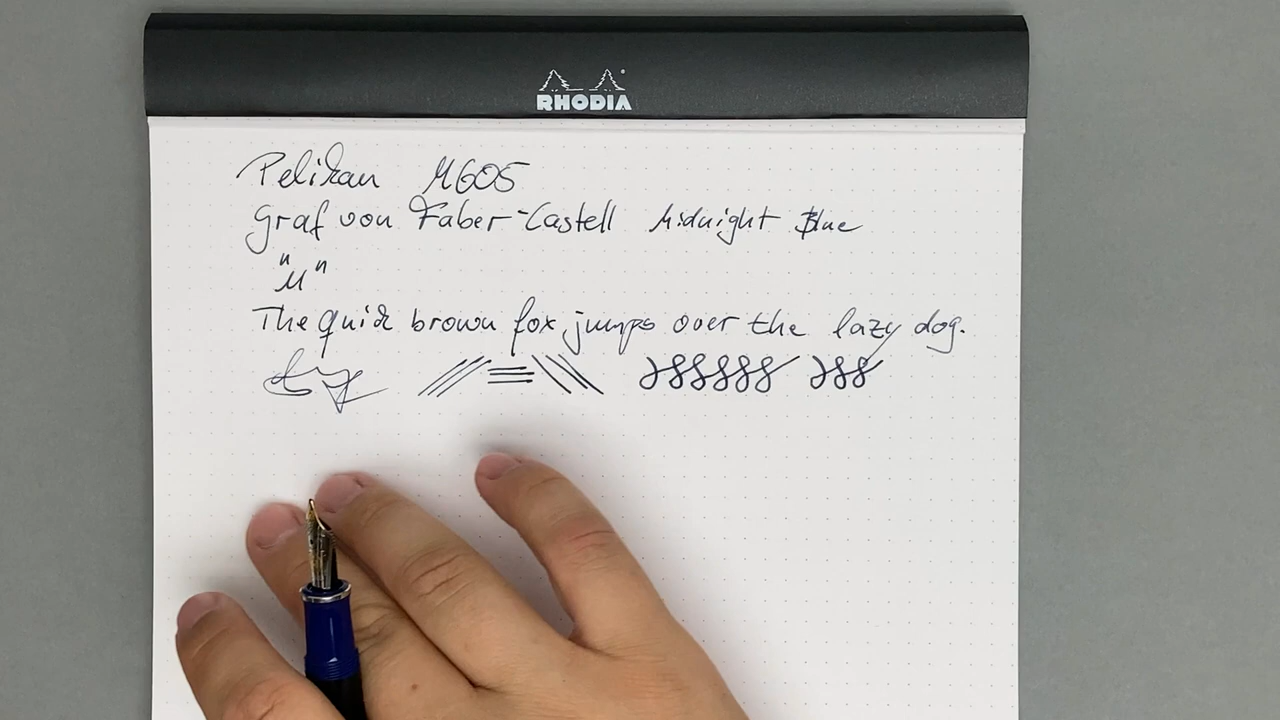 RHODIA
Pelikan M605
Graf von Faber-Castell Midnight Blue
"M"
The quick brown fox jumps over the lazy dog.